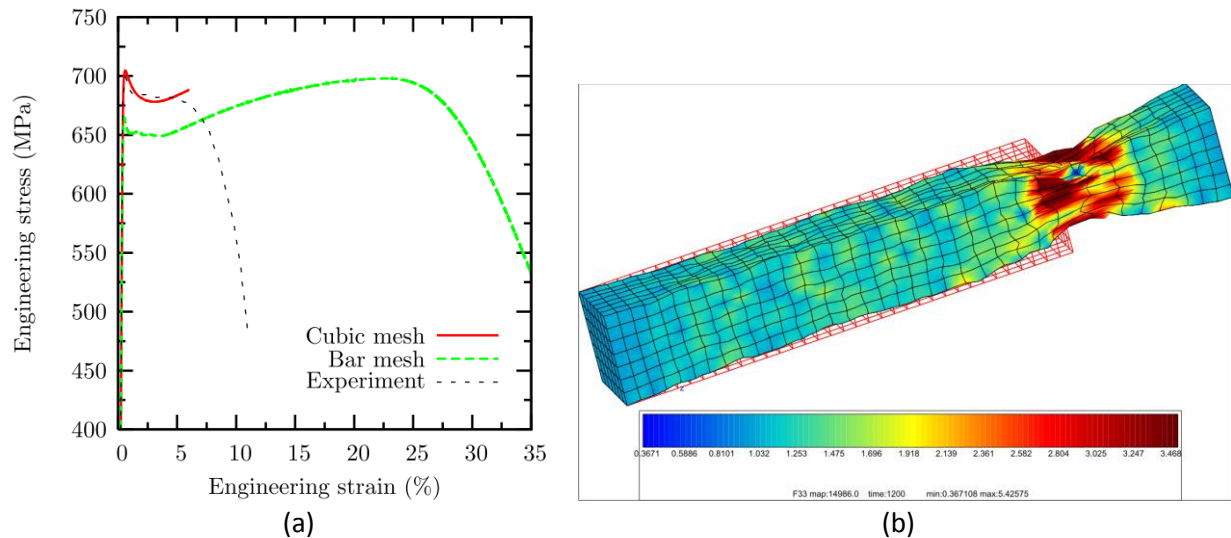 750
700
650
600
550
500
450
400
Engineering stress (MPa)
Cubic mesh
Bar mesh
Experiment
0 5 10 15 20 25 30 35
Engineering strain (%)
(a)
z
0.3671 0.5886 0.8101 1.032 1.253 1.475 1.696 1.918 2.139 2.361 2.582 2.804 3.025 3.247 3.468
F33 map:14986.0 time:1200 min:0.367108 max:5.42575
(b)